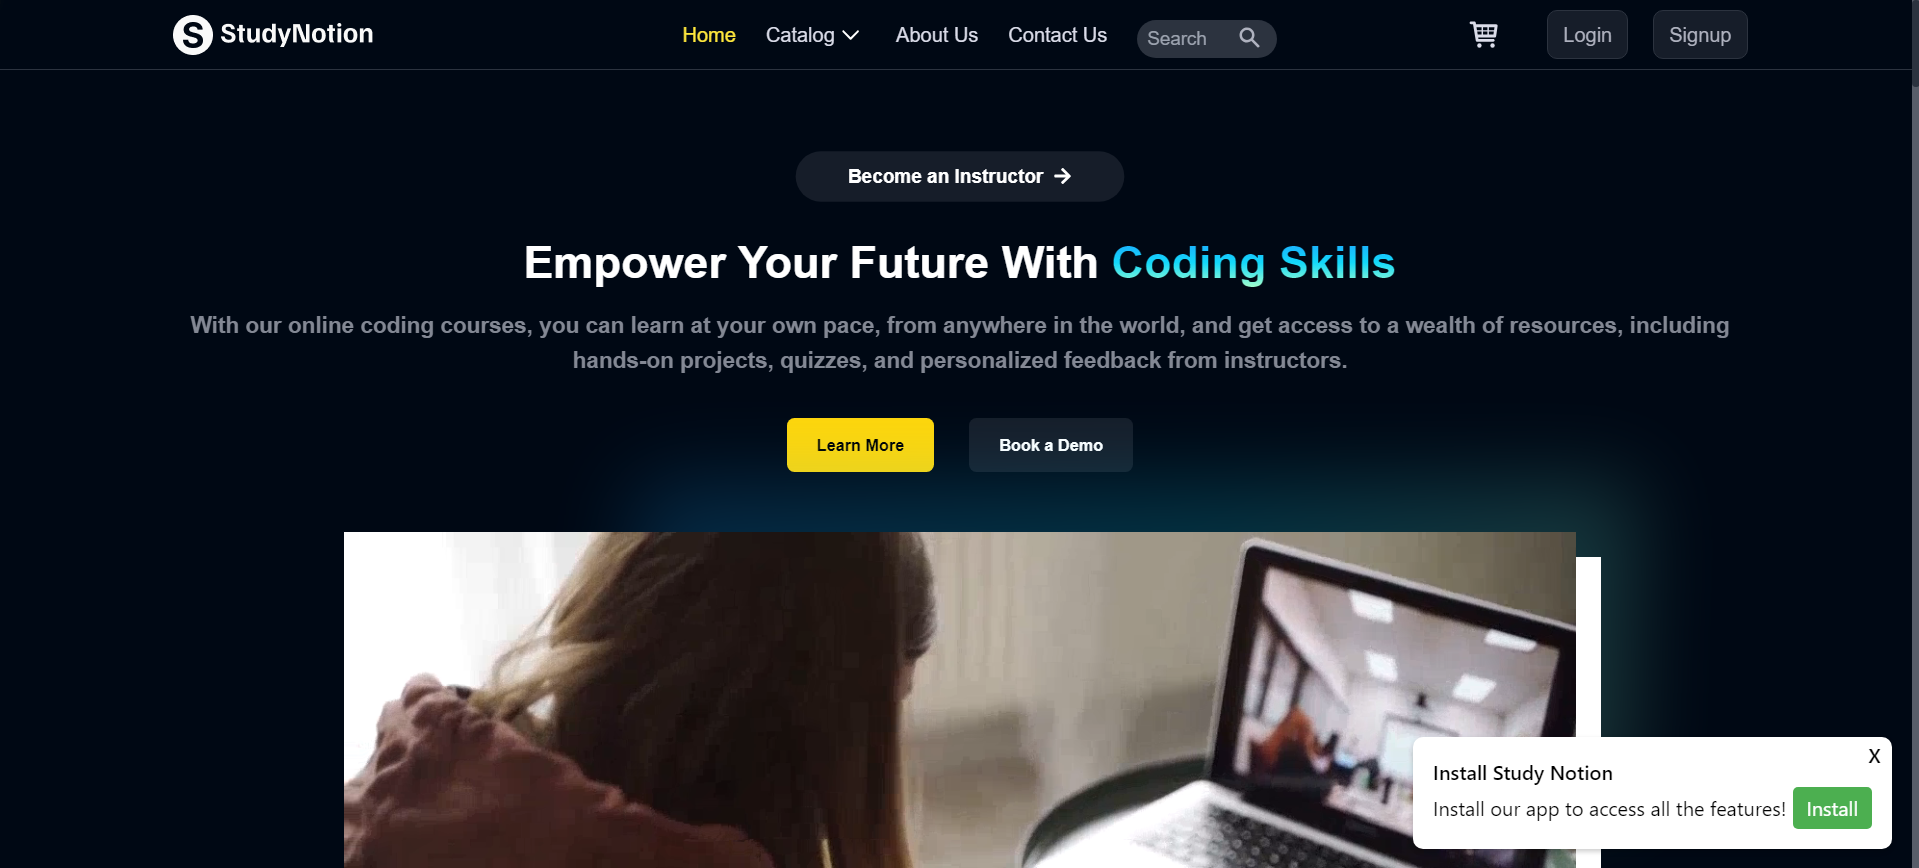 S StudyNotion
Home Catalog About Us Contact Us Search
Login Signup
Become an Instructor →
Empower Your Future With Coding Skills
With our online coding courses, you can learn at your own pace, from anywhere in the world, and get access to a wealth of resources, including
hands-on projects, quizzes, and personalized feedback from instructors.
Learn More Book a Demo
X
Install Study Notion
Install our app to access all the features! Install